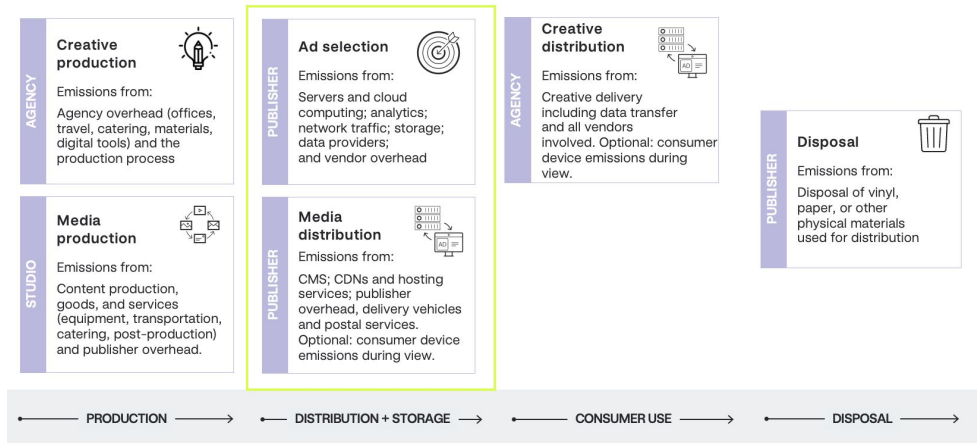 AGENCY
Creative
production
Emissions from:
Agency overhead (offices,
travel, catering, materials,
digital tools) and the
production process
STUDIO
Media
production
Emissions from:
Content production,
goods, and services
(equipment, transportation,
catering, post-production)
and publisher overhead.
PUBLISHER
Ad selection
Emissions from:
Servers and cloud
computing; analytics;
network traffic; storage;
data providers;
and vendor overhead
PUBLISHER
Media
distribution
AD
Emissions from:
CMS; CDNs and hosting
services; publisher
overhead, delivery vehicles
and postal services.
Optional: consumer device
emissions during view.
AGENCY
Creative
distribution
AD
Emissions from:
Creative delivery
including data transfer
and all vendors
involved. Optional: consumer
device emissions during
view.
PUBLISHER
Disposal
Emissions from:
Disposal of vinyl,
paper, or other
physical materials
used for distribution
PRODUCTION
DISTRIBUTION + STORAGE
CONSUMER USE
DISPOSAL